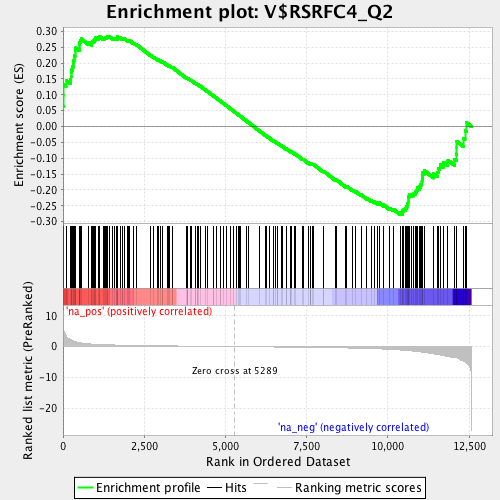 Enrichment plot: V$RSRFC4_Q2
Enrichment score (ES)
0.30
0.25
0.20
0.15
0.10
0.05
0.00
-0.05
-0.10
-0.15
-0.20
-0.25
-0.30
Ranked list metric (PreRanked)
'na_pos' (positively correlated)
10
5
0
-5
-10
-15
-20
Zero cross at 5289
'na_neg' (negatively correlated)
0
2,500
5,000
7,500
10,000
12,500
Rank in Ordered Dataset
Enrichment profile
Hits
Ranking metric scores